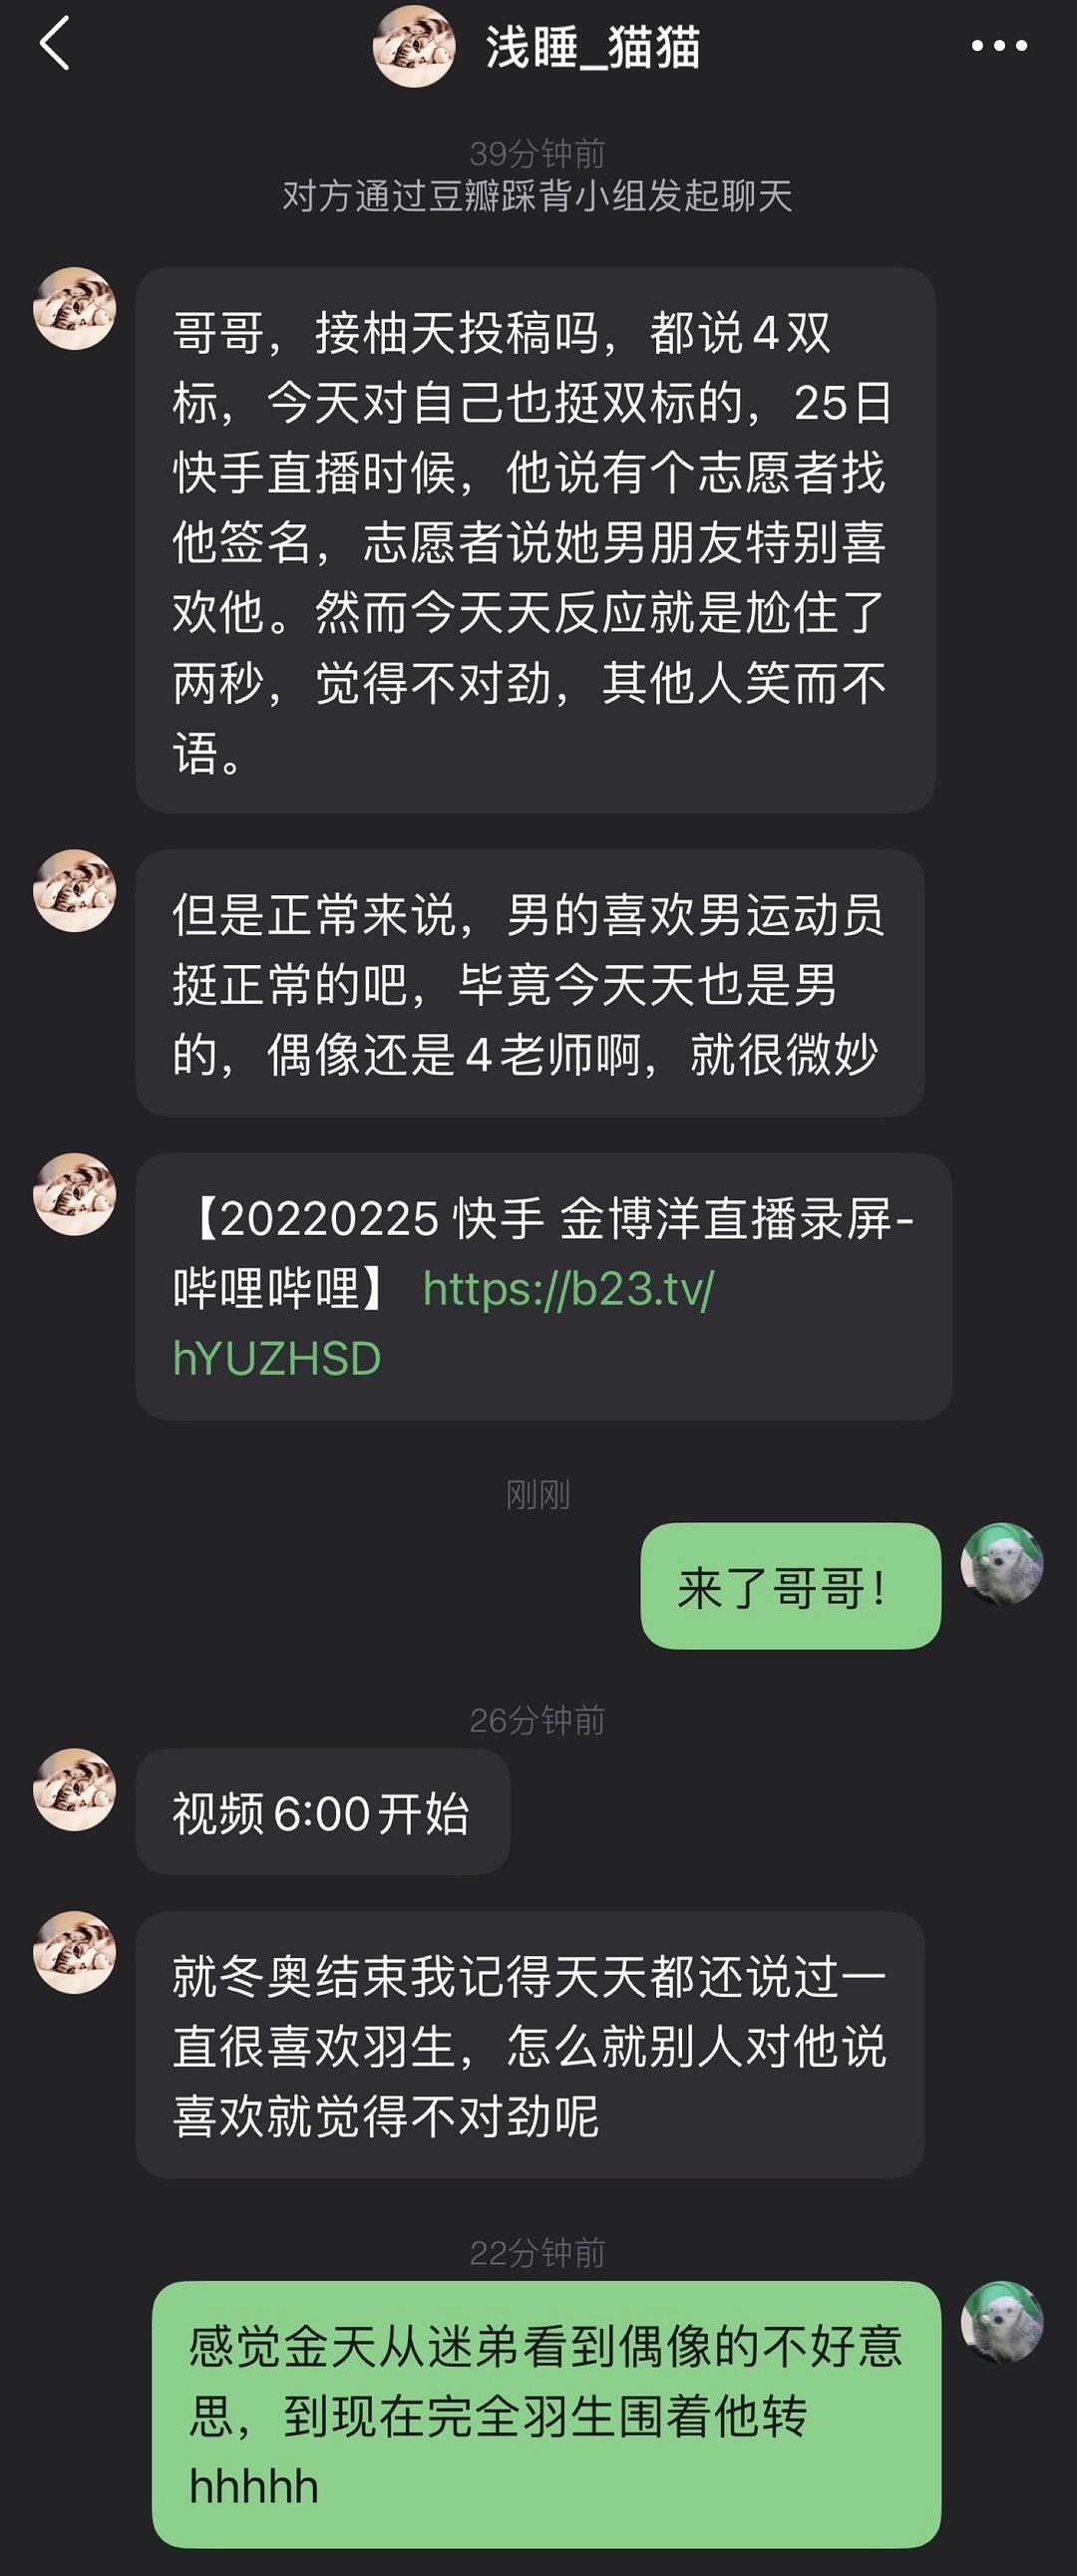 浅睡_猫猫
39分钟前
对方通过豆瓣踩背小组发起聊天
哥哥，接柚天投稿吗，都说4双
标，今天对自己也挺双标的，25日
快手直播时候，他说有个志愿者找
他签名，志愿者说她男朋友特别喜
欢他。然而今天天反应就是尬住了
两秒，觉得不对劲，其他人笑而不
语。
但是正常来说，男的喜欢男运动员
挺正常的吧，毕竟今天天也是男
的，偶像还是4老师啊，就很微妙
【20220225 快手 金博洋直播录屏-
哔哩哔哩】 https://b23.tv/
hYUZHSD
刚刚
来了哥哥！
26分钟前
视频6:00开始
就冬奥结束我记得天天都还说过一
直很喜欢羽生，怎么就别人对他说
喜欢就觉得不对劲呢
22分钟前
感觉金天从迷弟看到偶像的不好意
思，到现在完全羽生围着他转
hhhhh